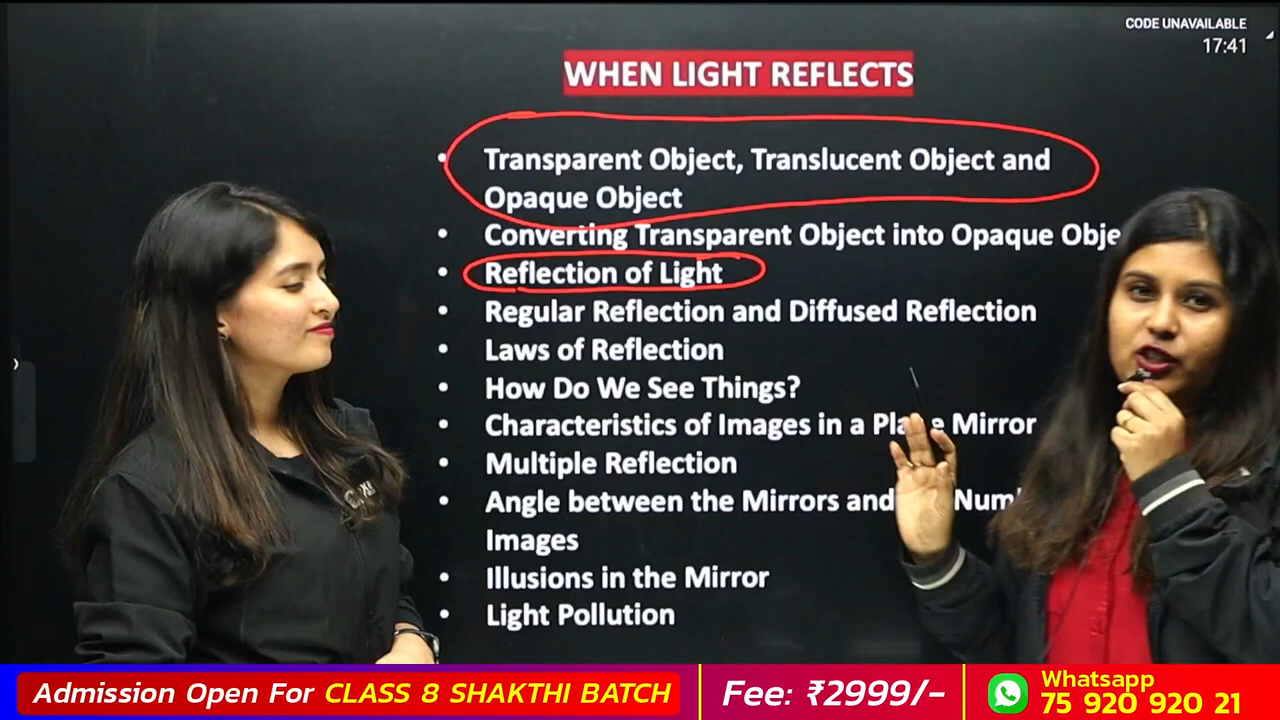 CODE UNAVAILABLE
17:41
WHEN LIGHT REFLECTS
• Transparent Object, Translucent Object and
Opaque Object
• Converting Transparent Object into Opaque Obje
• Reflection of Light
• Regular Reflection and Diffused Reflection
• Laws of Reflection
• How Do We See Things?
• Characteristics of Images in a Mirror
• Multiple Reflection
• Angle between the Mirrors and Num
Images
• Illusions in the Mirror
• Light Pollution
Admission Open For CLASS 8 SHAKTHI BATCH
Fee: ₹2999/-
Whatsapp
75 920 920 21